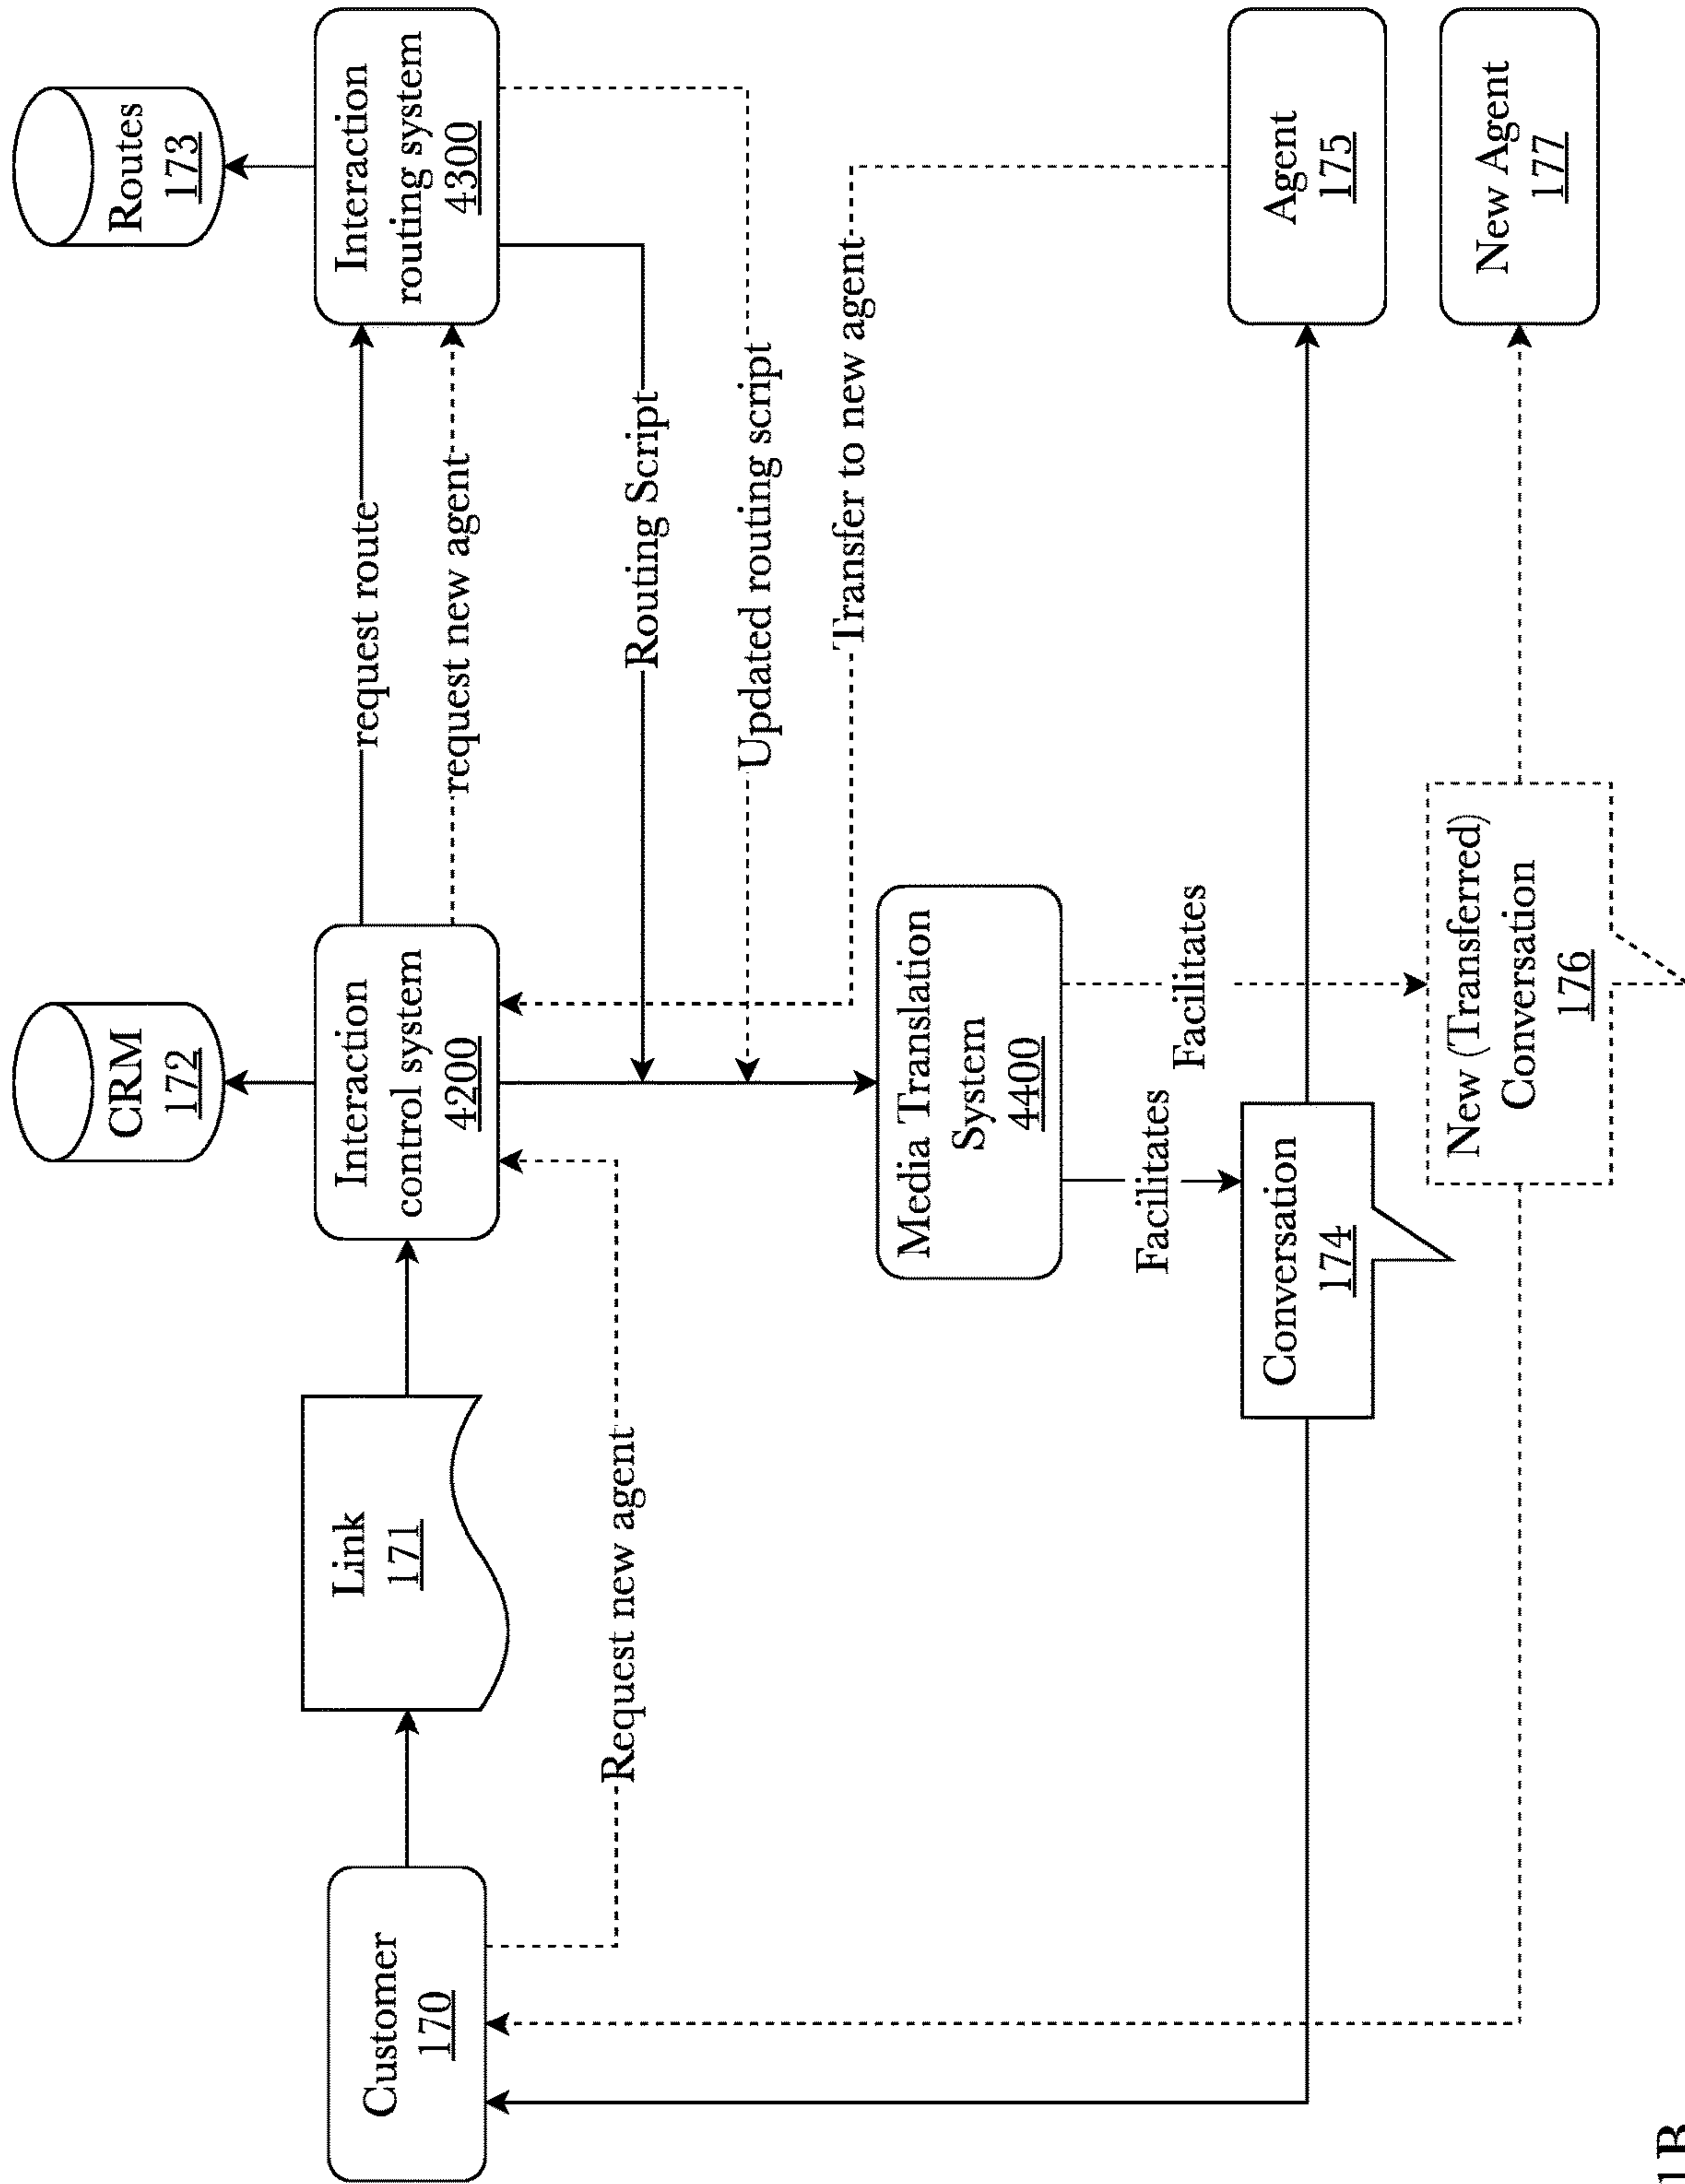 CRM
172
Routes
173
Customer
170
Link
171
Interaction
control system
4200
request route
request new agent
Interaction
routing system
4300
Request new agent
Routing Script
Updated routing script
Transfer to new agent
Media Translation
System
4400
Facilitates
Facilitates
Conversation
174
Agent
175
New (Transferred)
Conversation
176
New Agent
177